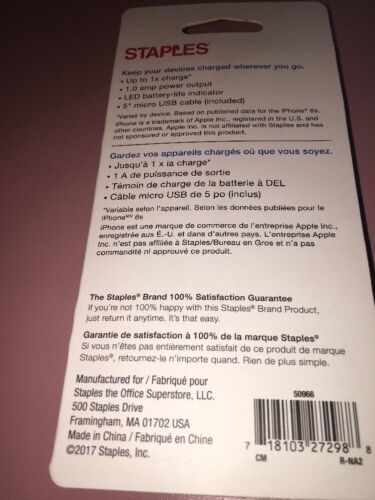 STAPLES®
Keep your devices charged wherever you go.
• Up to 1x charge*
• 1.0 amp power output
• LED battery-life indicator
• 5" micro USB cable (included)
*Varies by device. Based on published data for the iPhone® 6s.
iPhone is a trademark of Apple Inc., registered in the U.S. and
other countries. Apple Inc. is not affiliated with Staples and has
not sponsored or approved this product.
Gardez vos appareils chargés où que vous soyez.
• Jusqu'à 1 x la charge*
• 1 A de puissance de sortie
• Témoin de charge de la batterie à DEL
• Câble micro USB de 5 po (inclus)
*Variable selon l'appareil. Selon les données publiées pour le
iPhoneMD 6s
iPhone est une marque de commerce de l'entreprise Apple Inc.,
enregistrée aux É.-U. et dans d'autres pays. L'entreprise Apple
Inc. n'est pas affiliée à Staples/Bureau en Gros et n'a pas
commandité ni approuvé ce produit.
The Staples® Brand 100% Satisfaction Guarantee
If you're not 100% happy with this Staples® Brand Product,
just return it anytime. It's that easy.
Garantie de satisfaction à 100% de la marque Staples®
Si vous n'êtes pas entièrement satisfait de ce produit de marque
Staples®, retournez-le n'importe quand. Rien de plus simple.
Manufactured for / Fabriqué pour
Staples the Office Superstore, LLC.
500 Staples Drive
Framingham, MA 01702 USA
Made in China / Fabriqué en Chine
©2017 Staples, Inc.
50966
7 18103 27298 8
CM R-NA2